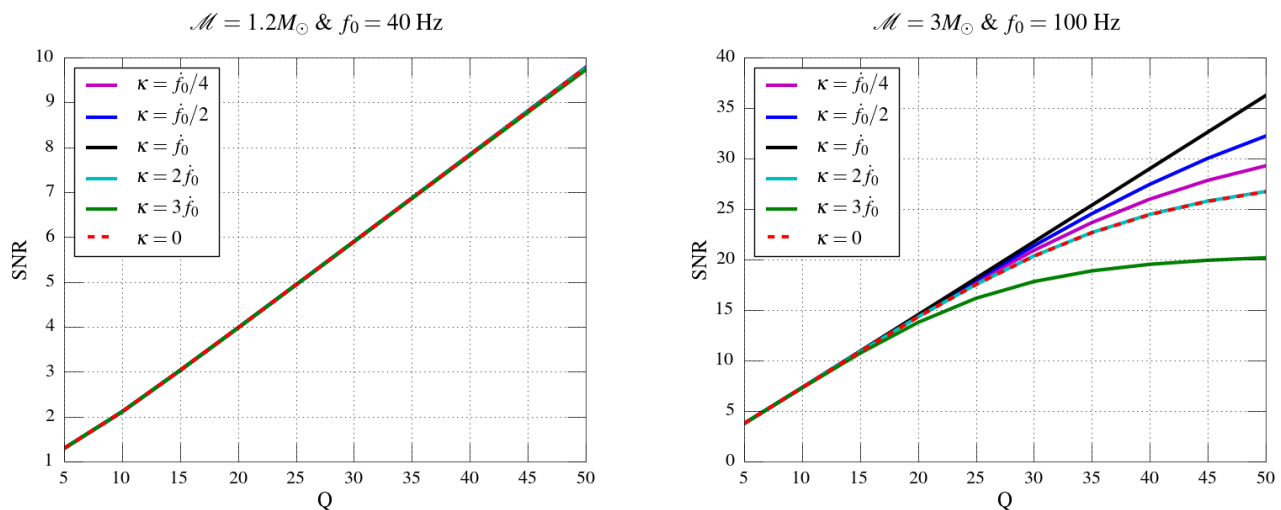 ℳ = 1.2M⊙ & f₀ = 40 Hz
10
9
8
7
6
5
4
3
2
1
SNR
κ = ḟ₀/4
κ = ḟ₀/2
κ = ḟ₀
κ = 2ḟ₀
κ = 3ḟ₀
κ = 0
5 10 15 20 25 30 35 40 45 50
Q
ℳ = 3M⊙ & f₀ = 100 Hz
40
35
30
25
20
15
10
5
0
SNR
κ = ḟ₀/4
κ = ḟ₀/2
κ = ḟ₀
κ = 2ḟ₀
κ = 3ḟ₀
κ = 0
5 10 15 20 25 30 35 40 45 50
Q